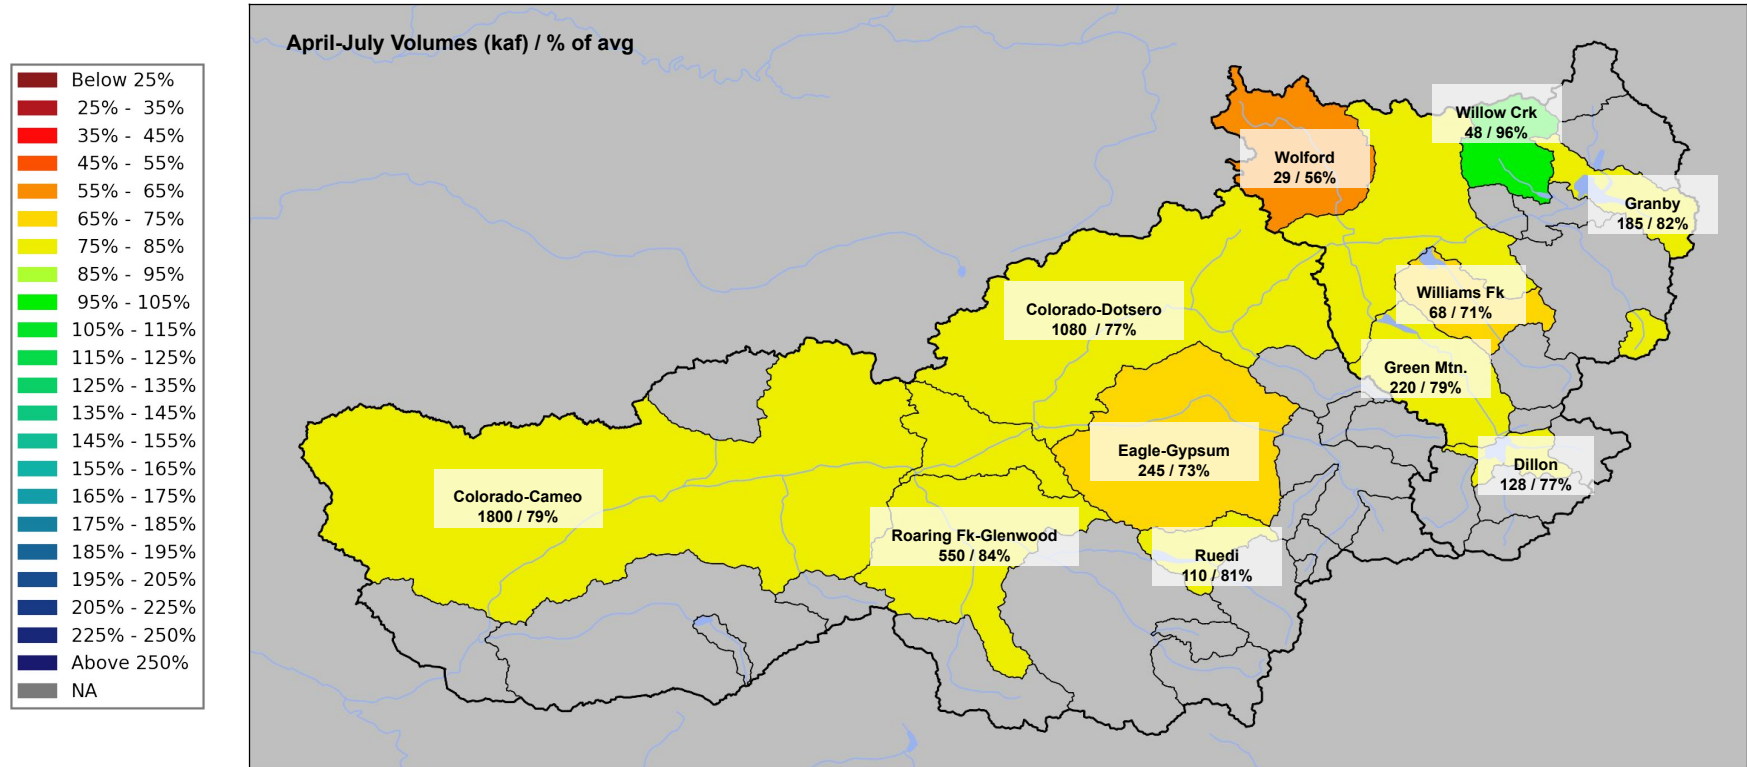 April-July Volumes (kaf) / % of avg
Below 25%
25% - 35%
35% - 45%
45% - 55%
55% - 65%
65% - 75%
75% - 85%
85% - 95%
95% - 105%
105% - 115%
115% - 125%
125% - 135%
135% - 145%
145% - 155%
155% - 165%
165% - 175%
175% - 185%
185% - 195%
195% - 205%
205% - 225%
225% - 250%
Above 250%
NA
Willow Crk
48 / 96%
Wolford
29 / 56%
Granby
185 / 82%
Williams Fk
68 / 71%
Colorado-Dotsero
1080 / 77%
Green Mtn.
220 / 79%
Eagle-Gypsum
245 / 73%
Dillon
128 / 77%
Colorado-Cameo
1800 / 79%
Roaring Fk-Glenwood
550 / 84%
Ruedi
110 / 81%